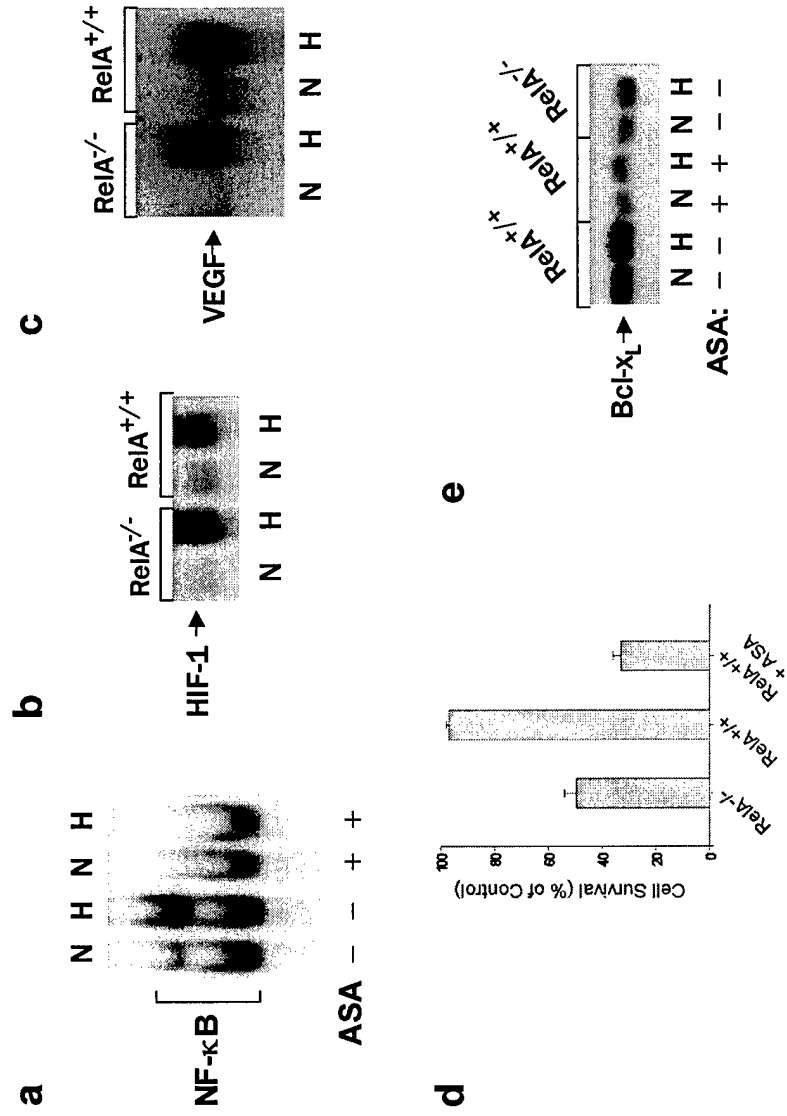 a
N H N H
NF-κB
ASA − − + +
b
RelA-/- RelA+/+
HIF-1
N H N H
c
RelA-/- RelA+/+
VEGF
N H N H
d
Cell Survival (% of Control)
100
80
60
40
20
0
RelA-/-
RelA+/+
RelA+/+
+ ASA
e
RelA+/+ RelA+/+ RelA-/-
Bcl-xL
N H N H N H
ASA: − − + + − −